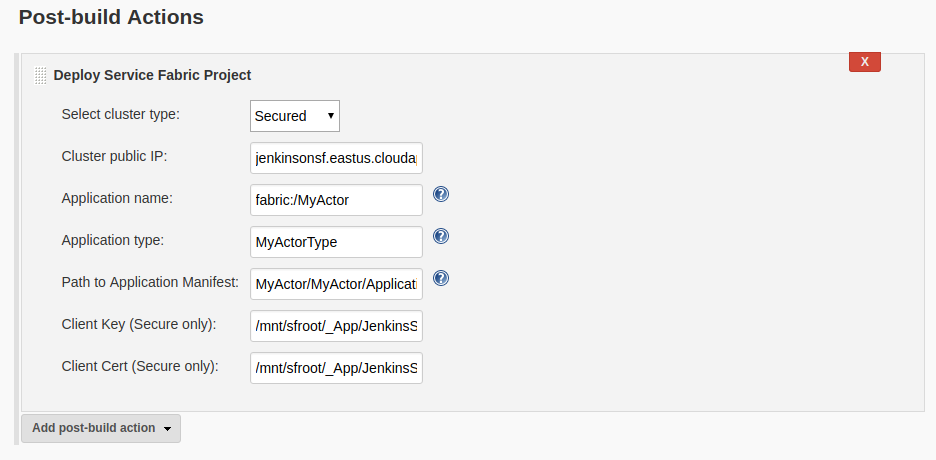 Post-build Actions
X
Deploy Service Fabric Project
Select cluster type: Secured
Cluster public IP: jenkinsonsf.eastus.clouda
Application name: fabric:/MyActor ?
Application type: MyActorType ?
Path to Application Manifest: MyActor/MyActor/Applicati ?
Client Key (Secure only): /mnt/sfroot/_App/JenkinsS
Client Cert (Secure only): /mnt/sfroot/_App/JenkinsS
Add post-build action